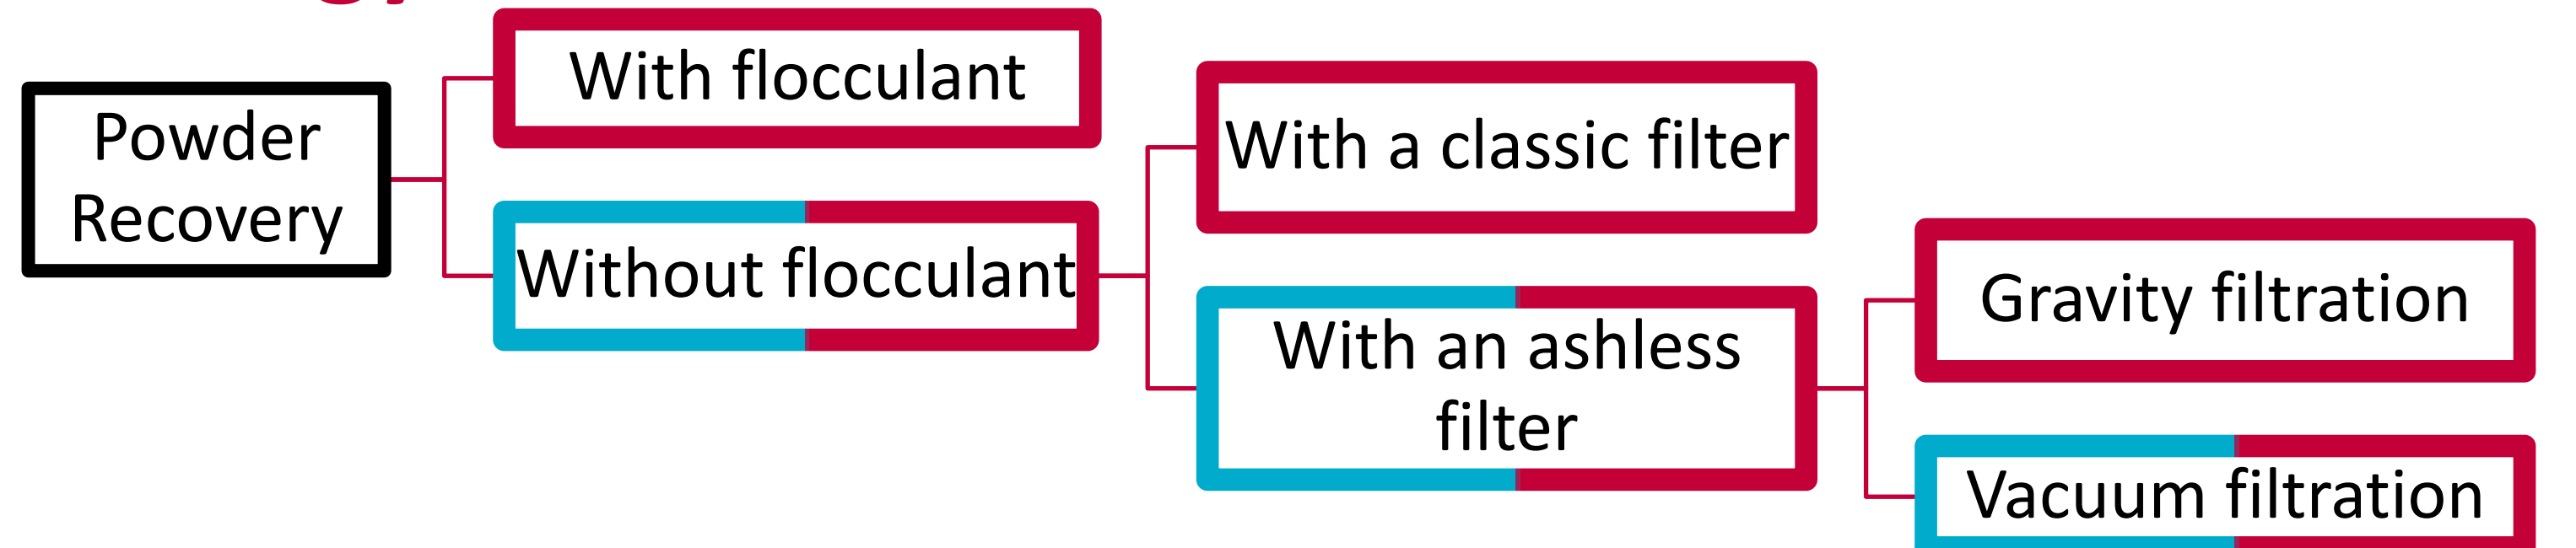 Powder
Recovery
With flocculant
Without flocculant
With a classic filter
With an ashless
filter
Gravity filtration
Vacuum filtration